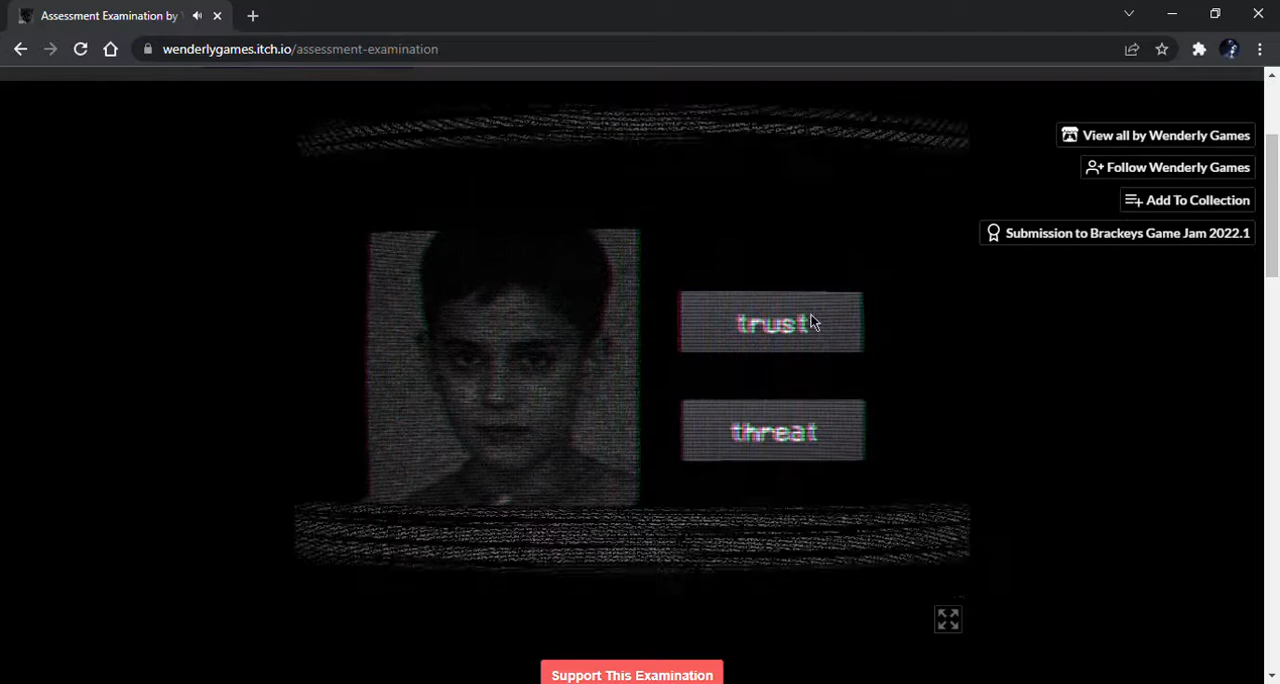 Assessment Examination by
wenderlygames.itch.io/assessment-examination
View all by Wenderly Games
Follow Wenderly Games
Add To Collection
Submission to Brackeys Game Jam 2022.1
trust
threat
Support This Examination